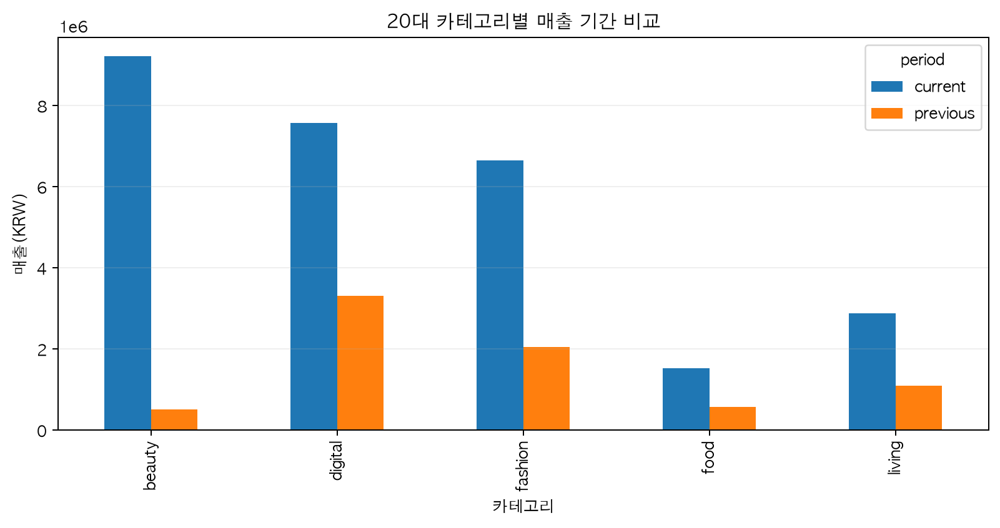 20대 카테고리별 매출 기간 비교
1e6
period
current
previous
8
6
4
2
0
매출(KRW)
beauty
digital
fashion
food
living
카테고리